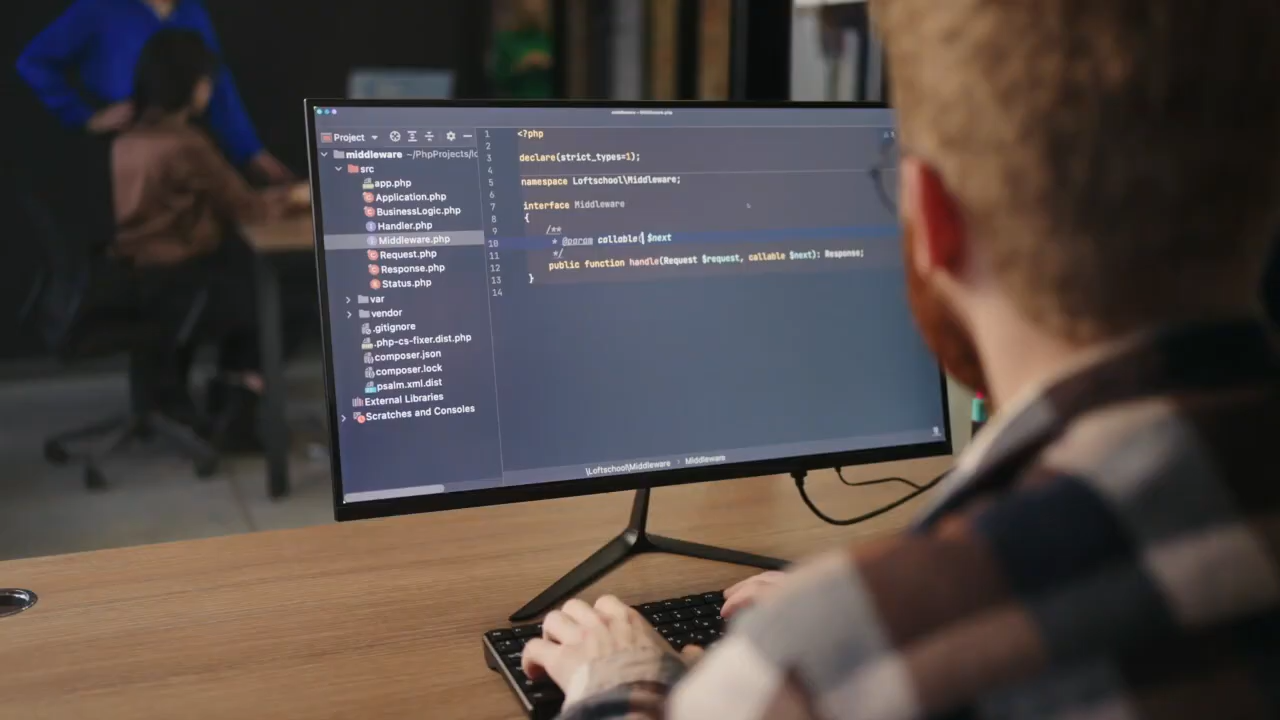 middleware – Middleware.php
Project
middleware ~/PhpProjects/lo
src
app.php
Application.php
BusinessLogic.php
Handler.php
Middleware.php
Request.php
Response.php
Status.php
var
vendor
.gitignore
.php-cs-fixer.dist.php
composer.json
composer.lock
psalm.xml.dist
External Libraries
Scratches and Consoles
1 <?php
2
3 declare(strict_types=1);
4
5 namespace Loftschool\Middleware;
6
7 interface Middleware
8 {
9 /**
10 * @param callable( $next
11 */
12 public function handle(Request $request, callable $next): Response;
13 }
14
\Loftschool\Middleware › Middleware